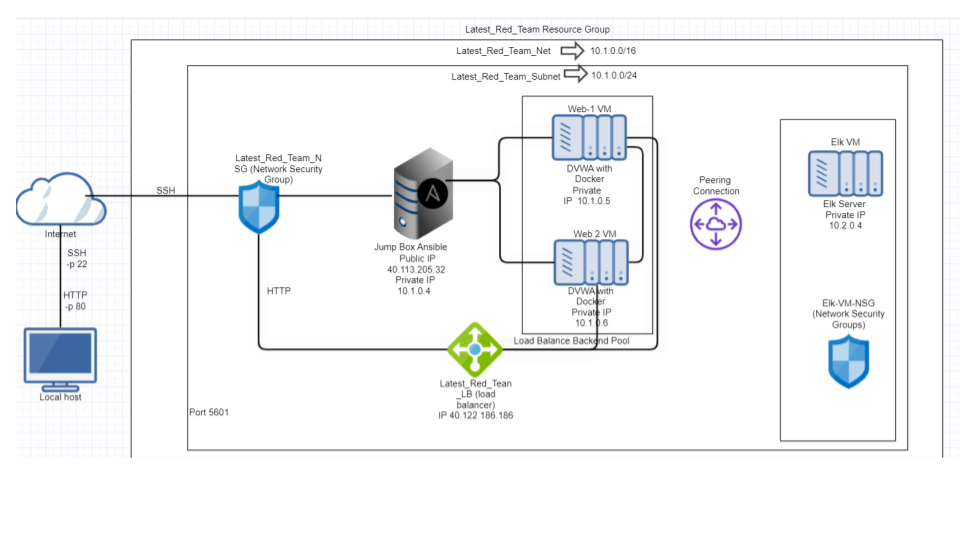 Latest_Red_Team Resource Group
Latest_Red_Team_Net
10.1.0.0/16
Latest_Red_Team_Subnet
10.1.0.0/24
Internet
SSH
-p 22
HTTP
-p 80
Local host
SSH
Latest_Red_Team_N
SG (Network Security
Group)
HTTP
Jump Box Ansible
Public IP
40.113.205.32
Private IP
10.1.0.4
Web-1 VM
DVWA with
Docker
Private
IP 10.1.0.5
Web 2 VM
DVWA with
Docker
Private IP
10.1.0.6
Load Balance Backend Pool
Latest_Red_Tean
_LB (load
balancer)
IP 40.122.186.186
Peering
Connection
Elk VM
Elk Server
Private IP
10.2.0.4
Elk-VM-NSG
(Network Security
Groups)
Port 5601